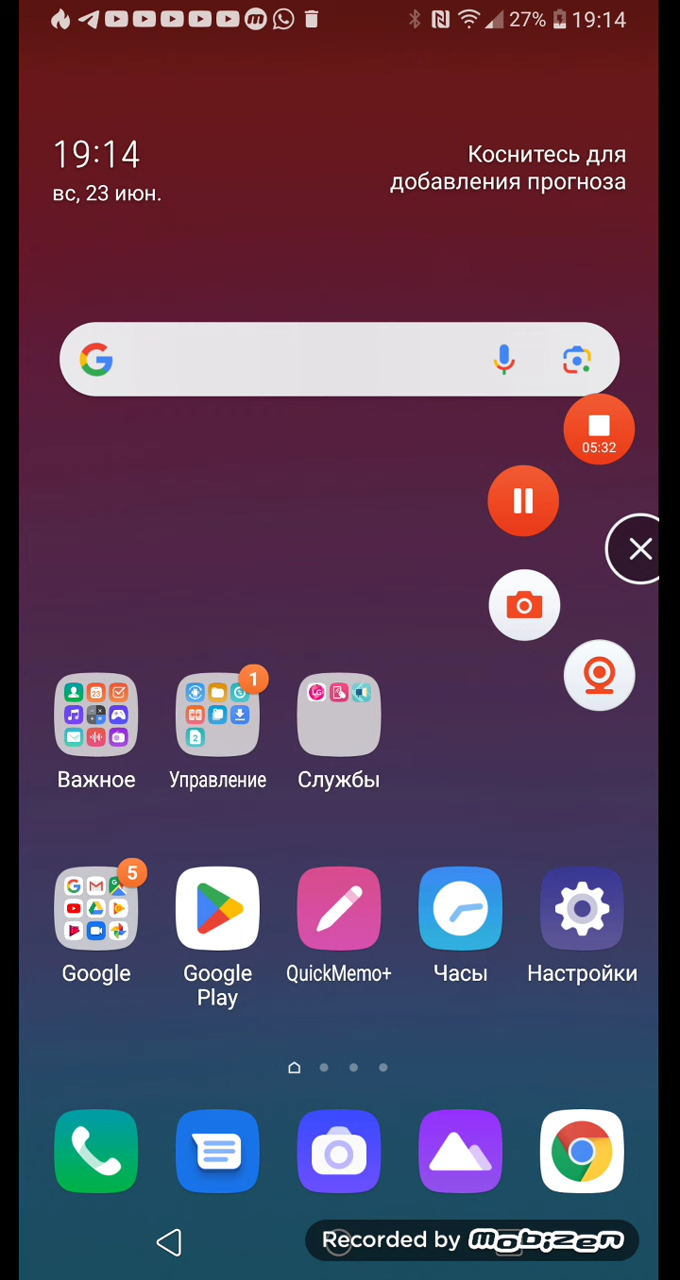 27% 19:14
19:14
вс, 23 июн.
Коснитесь для
добавления прогноза
05:32
1
Важное
Управление
Службы
5
Google
Google
Play
QuickMemo+
Часы
Настройки
Recorded by mobizen